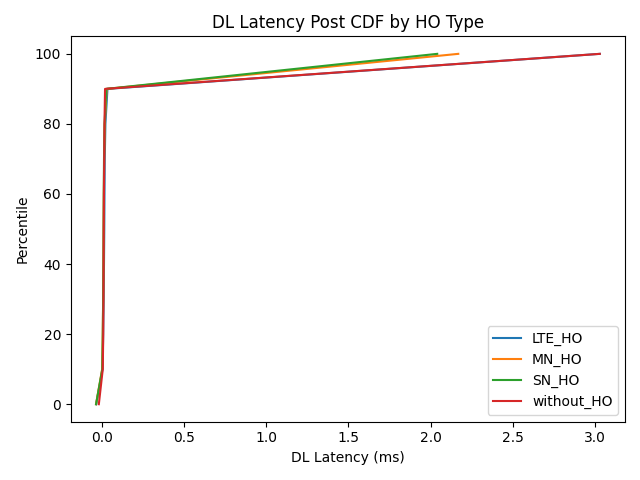 DL Latency Post CDF by HO Type
Percentile
100
80
60
40
20
0
0.0 0.5 1.0 1.5 2.0 2.5 3.0
DL Latency (ms)
LTE_HO
MN_HO
SN_HO
without_HO